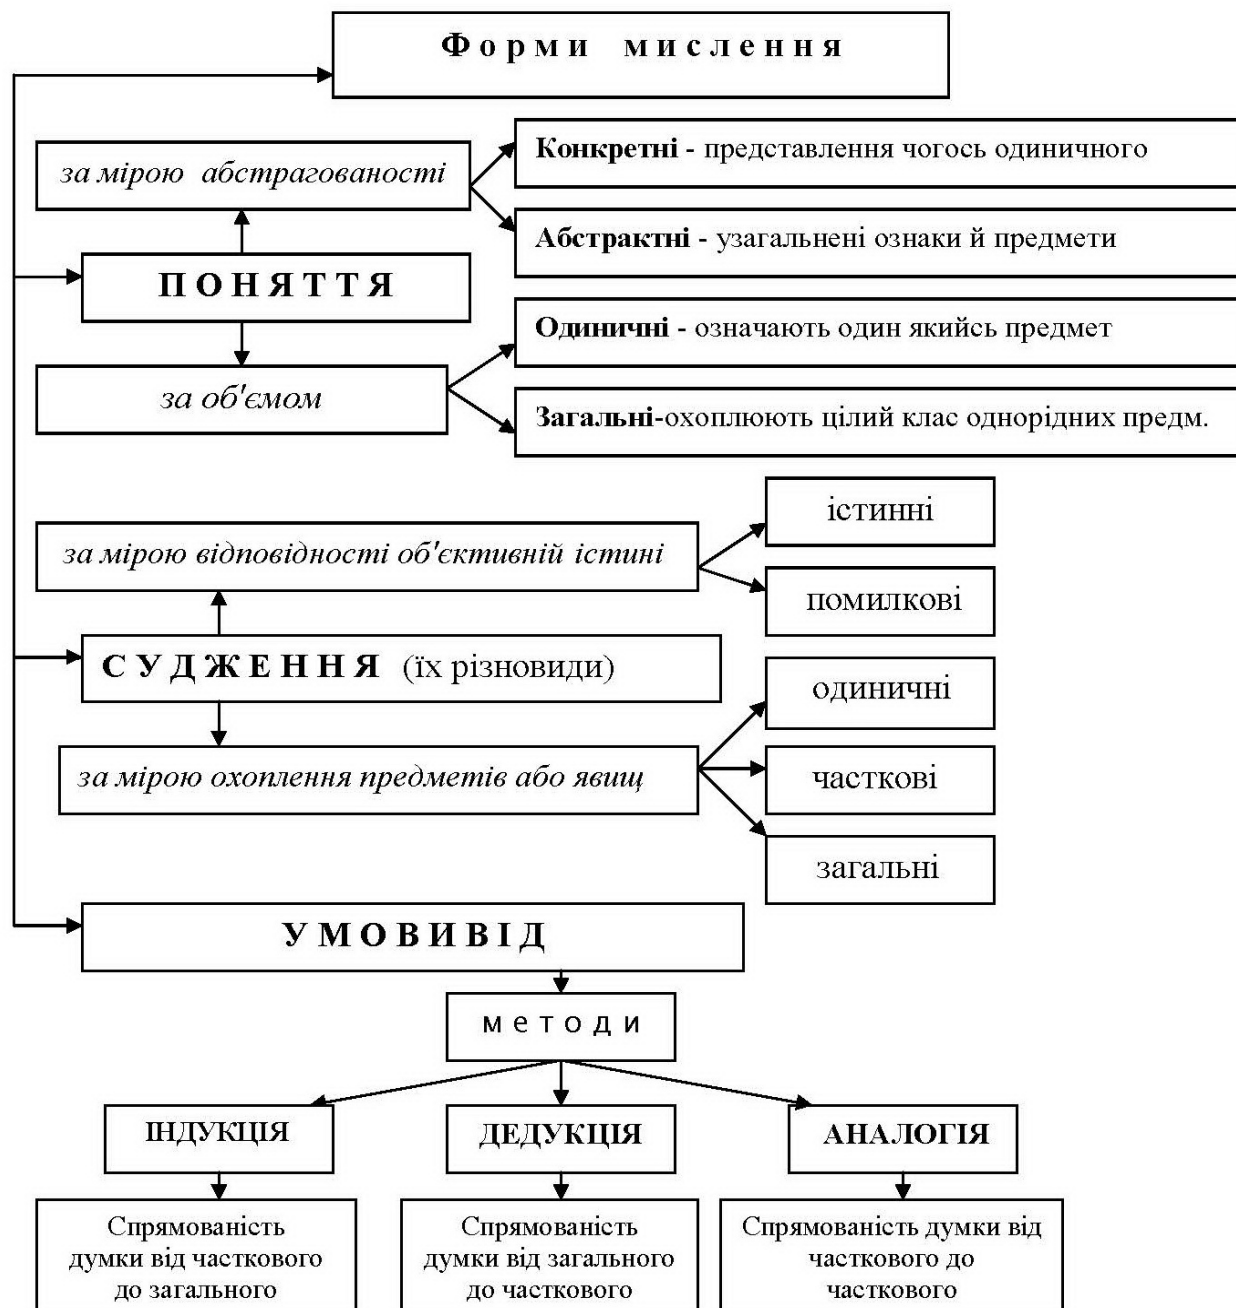 Форми мислення
за мірою абстрагованості
Конкретні - представлення чогось одиничного
Абстрактні - узагальнені ознаки й предмети
ПОНЯТТЯ
Одиничні - означають один якийсь предмет
за об'ємом
Загальні-охоплюють цілий клас однорідних предм.
істинні
за мірою відповідності об'єктивній істині
помилкові
СУДЖЕННЯ (їх різновиди)
одиничні
за мірою охоплення предметів або явищ
часткові
загальні
УМОВИВІД
методи
ІНДУКЦІЯ
ДЕДУКЦІЯ
АНАЛОГІЯ
Спрямованість
думки від часткового
до загального
Спрямованість
думки від загального
до часткового
Спрямованість думки від
часткового до
часткового